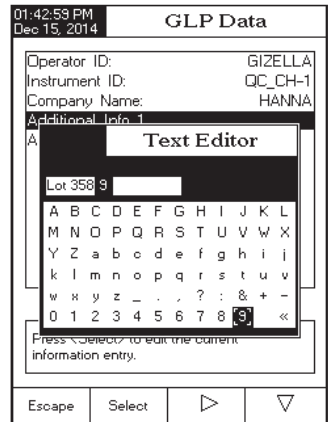 01:42:59 PM
Dec 15, 2014
GLP Data
Operator ID: GIZELLA
Instrument ID: QC_CH-1
Company Name: HANNA
Additional Info 1
A
Text Editor
Lot 358 9
A B C D E F G H I J K L
M N O P Q R S T U V W X
Y Z a b c d e f g h i j
k l m n o p q r s t u v
w x y z _ . , ? : & + -
0 1 2 3 4 5 6 7 8 [9] «
Press <Select> to edit the current
information entry.
Escape Select